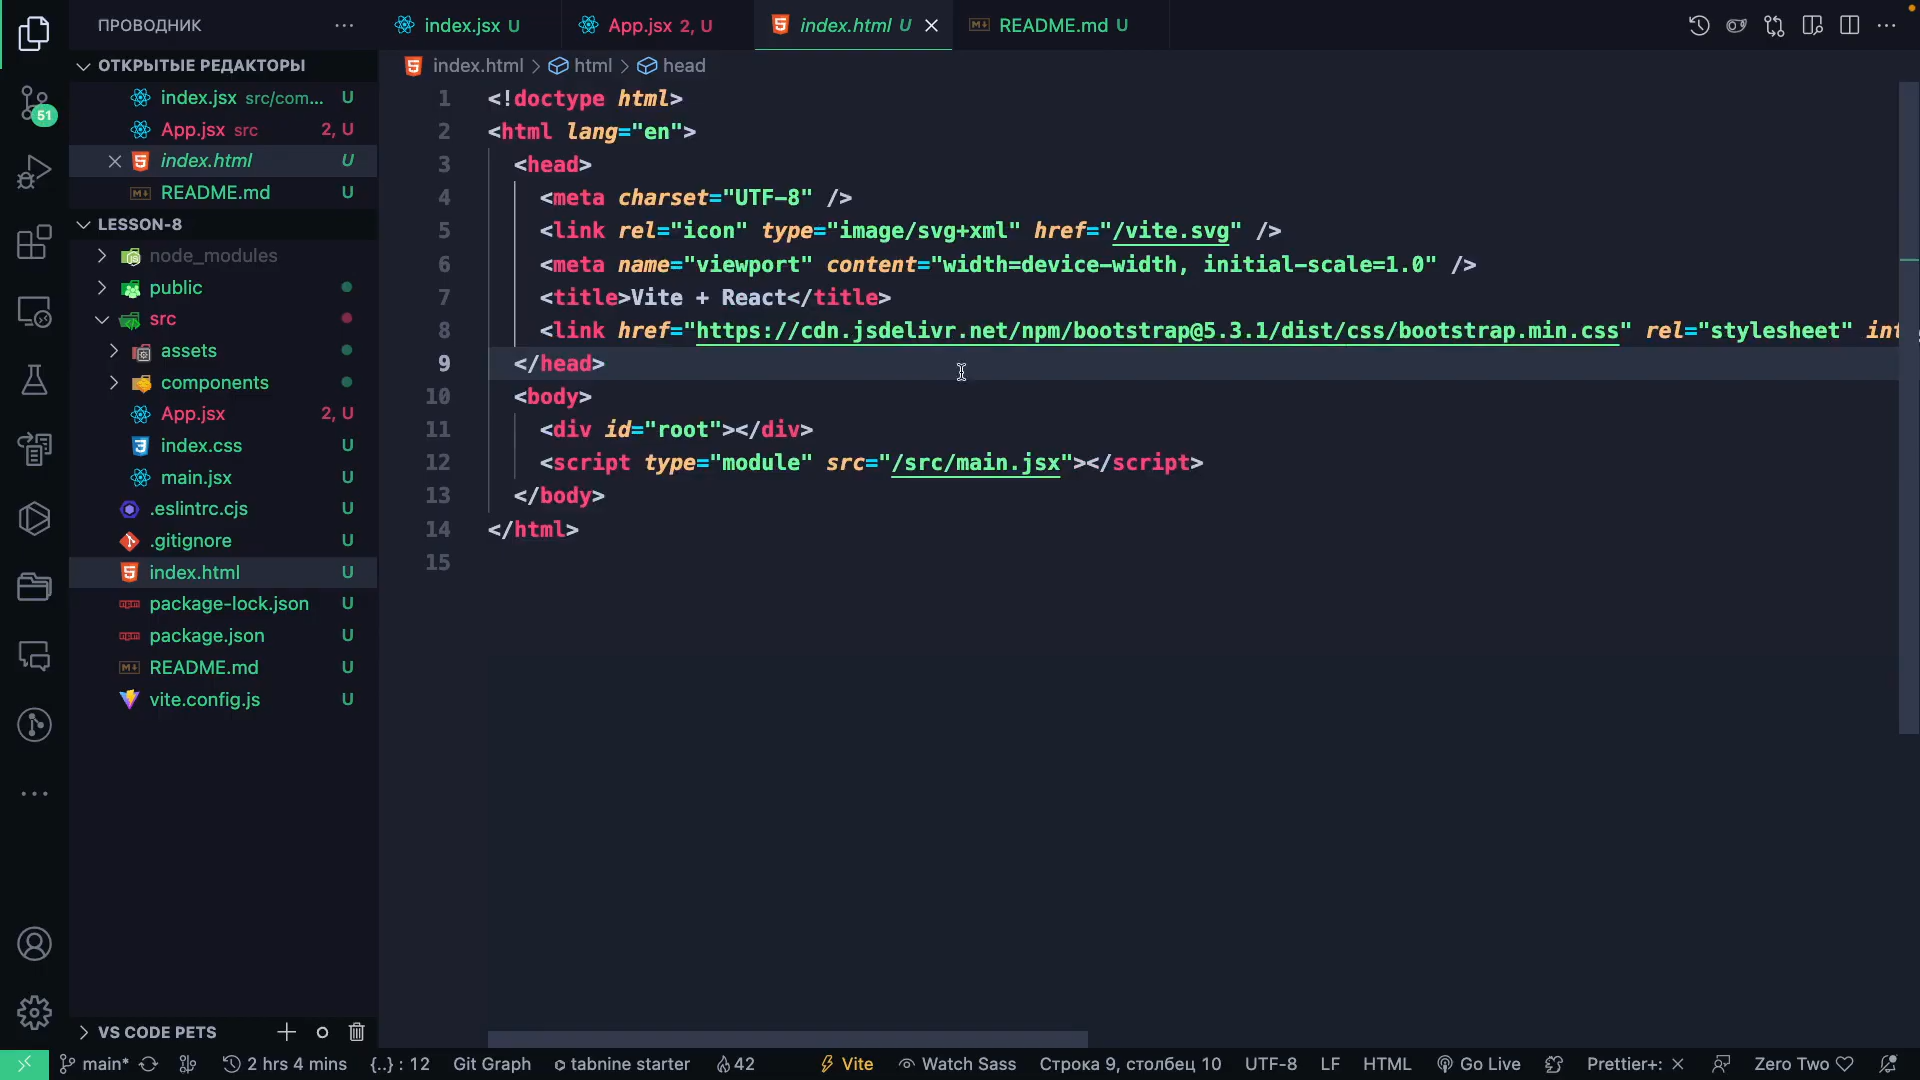 ПРОВОДНИК
index.jsx U
App.jsx 2, U
index.html U
README.md U
ОТКРЫТЫЕ РЕДАКТОРЫ
index.jsx src/com... U
App.jsx src 2, U
index.html U
README.md U
LESSON-8
node_modules
public
src
assets
components
App.jsx 2, U
index.css U
main.jsx U
.eslintrc.cjs U
.gitignore U
index.html U
package-lock.json U
package.json U
README.md U
vite.config.js U
VS CODE PETS
51
index.html > html > head
1 <!doctype html>
2 <html lang="en">
3 <head>
4 <meta charset="UTF-8" />
5 <link rel="icon" type="image/svg+xml" href="/vite.svg" />
6 <meta name="viewport" content="width=device-width, initial-scale=1.0" />
7 <title>Vite + React</title>
8 <link href="https://cdn.jsdelivr.net/npm/bootstrap@5.3.1/dist/css/bootstrap.min.css" rel="stylesheet" int
9 </head>
10 <body>
11 <div id="root"></div>
12 <script type="module" src="/src/main.jsx"></script>
13 </body>
14 </html>
15
main* 2 hrs 4 mins {..} : 12 Git Graph tabnine starter 42 Vite Watch Sass Строка 9, столбец 10 UTF-8 LF HTML Go Live Prettier+: × Zero Two